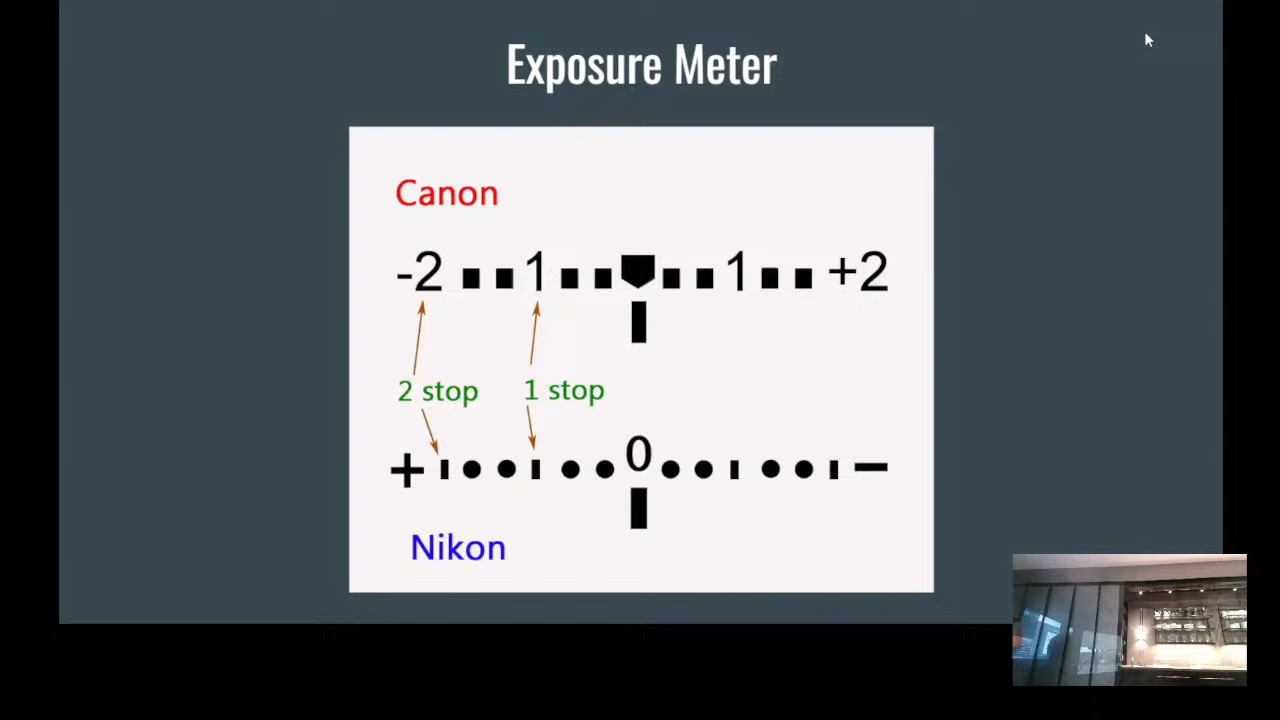 Exposure Meter
Canon
-2 1 1 +2
2 stop 1 stop
+ 0 -
Nikon